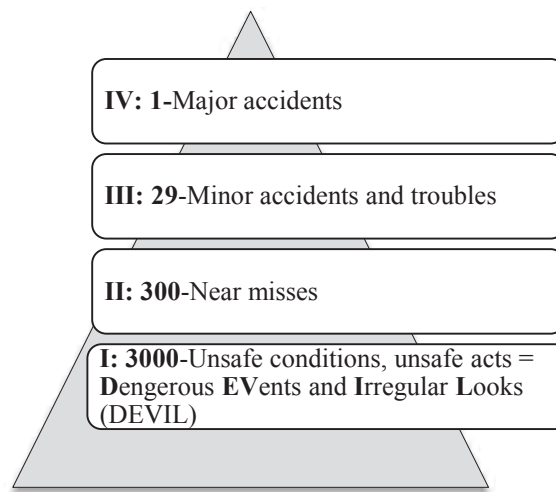 IV: 1-Major accidents
III: 29-Minor accidents and troubles
II: 300-Near misses
I: 3000-Unsafe conditions, unsafe acts =
Dengerous EVents and Irregular Looks
(DEVIL)